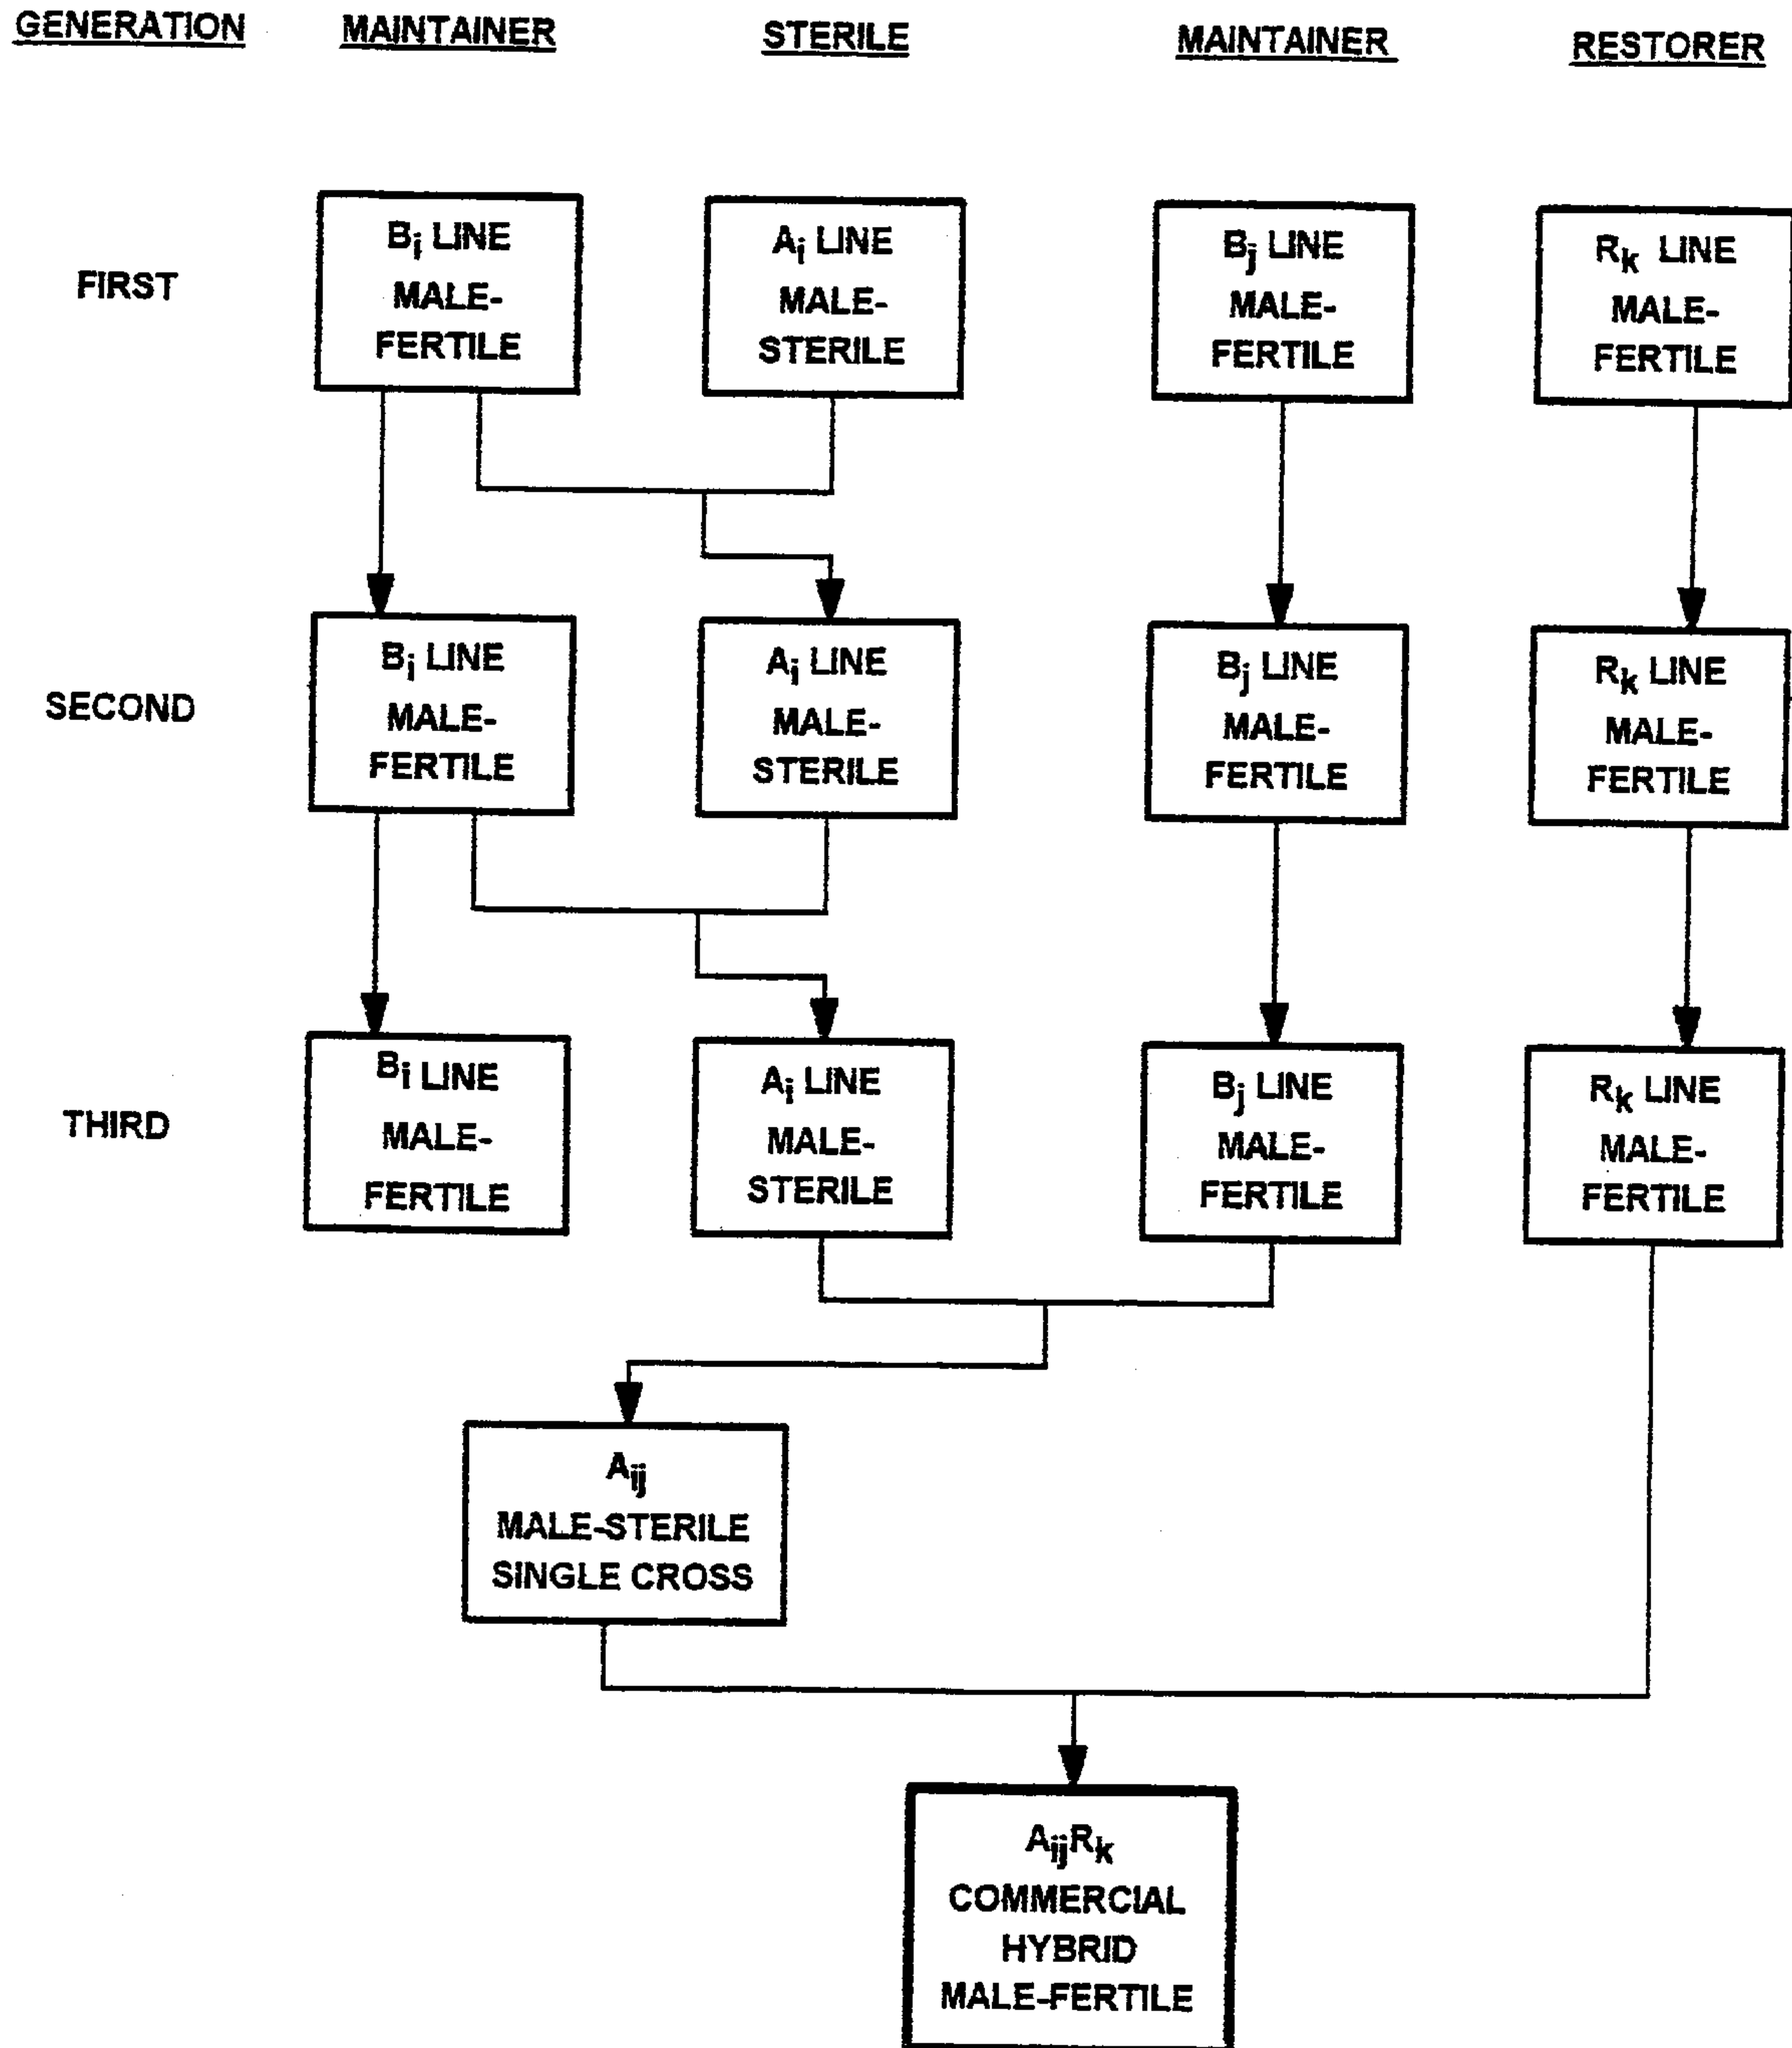 GENERATION MAINTAINER STERILE MAINTAINER RESTORER
FIRST
Bi LINE
MALE-
FERTILE
Ai LINE
MALE-
STERILE
Bj LINE
MALE-
FERTILE
Rk LINE
MALE-
FERTILE
SECOND
Bi LINE
MALE-
FERTILE
Ai LINE
MALE-
STERILE
Bj LINE
MALE-
FERTILE
Rk LINE
MALE-
FERTILE
THIRD
Bi LINE
MALE-
FERTILE
Ai LINE
MALE-
STERILE
Bj LINE
MALE-
FERTILE
Rk LINE
MALE-
FERTILE
Aij
MALE-STERILE
SINGLE CROSS
AijRk
COMMERCIAL
HYBRID
MALE-FERTILE